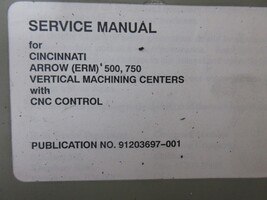 SERVICE MANUAL
for
CINCINNATI
ARROW (ERM) 500, 750
VERTICAL MACHINING CENTERS
with
CNC CONTROL
PUBLICATION NO. 91203697-001